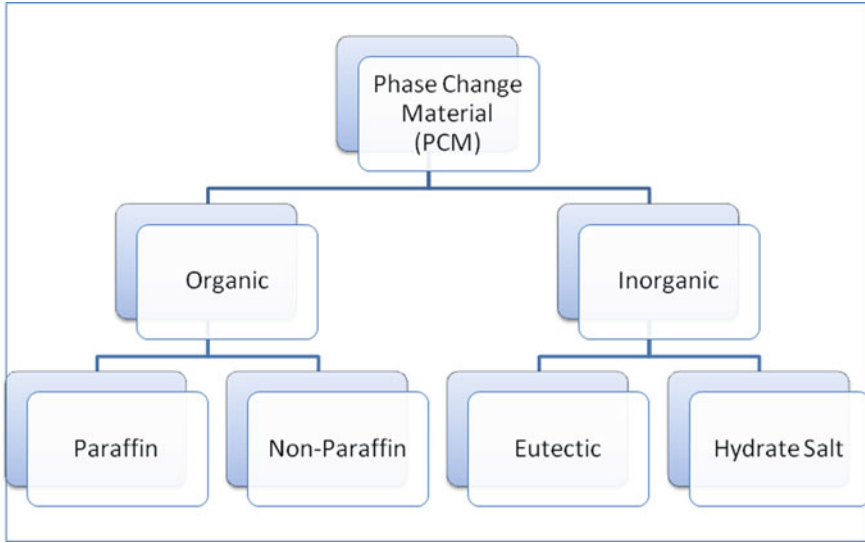 Phase Change
Material
(PCM)
Organic
Inorganic
Paraffin
Non-Paraffin
Eutectic
Hydrate Salt